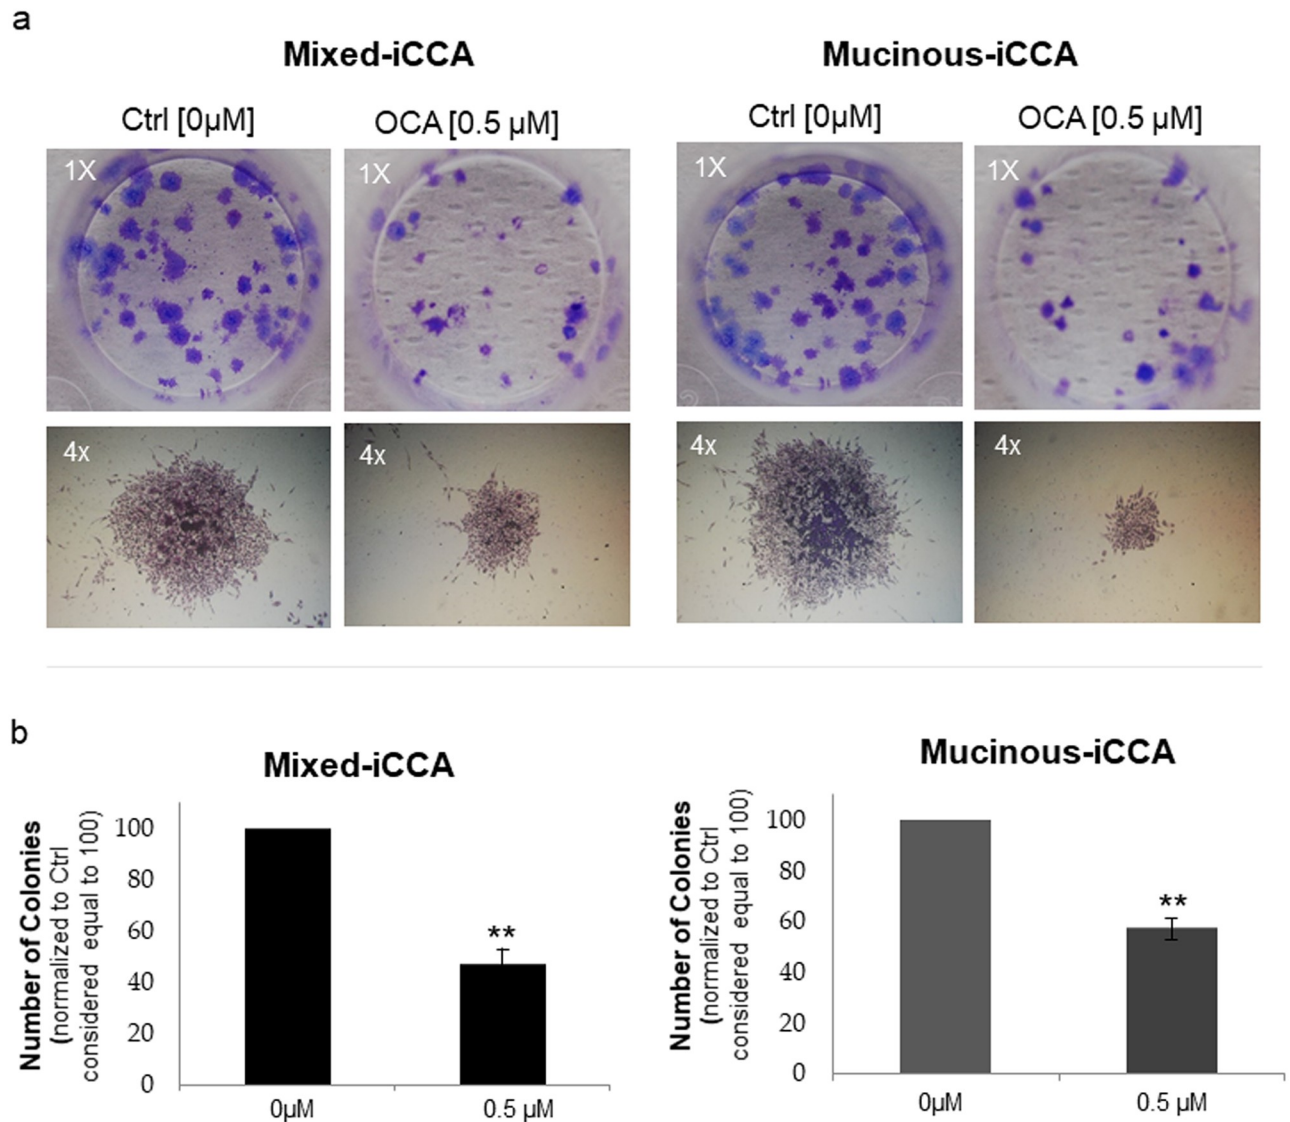 a
Mixed-iCCA
Mucinous-iCCA
Ctrl [0µM]
OCA [0.5 µM]
Ctrl [0µM]
OCA [0.5 µM]
1X
1X
1X
1X
4x
4x
4x
4x
b
Mixed-iCCA
Number of Colonies
(normalized to Ctrl
considered equal to 100)
100
80
60
40
20
0
**
0µM
0.5 µM
Mucinous-iCCA
Number of Colonies
(normalized to Ctrl
considered equal to 100)
100
80
60
40
20
0
**
0µM
0.5 µM